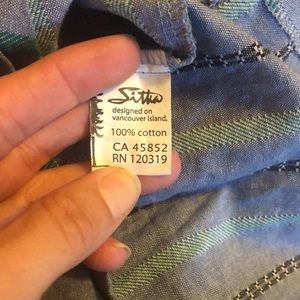 Sitka
designed on
vancouver island.
100% cotton
CA 45852
RN 120319